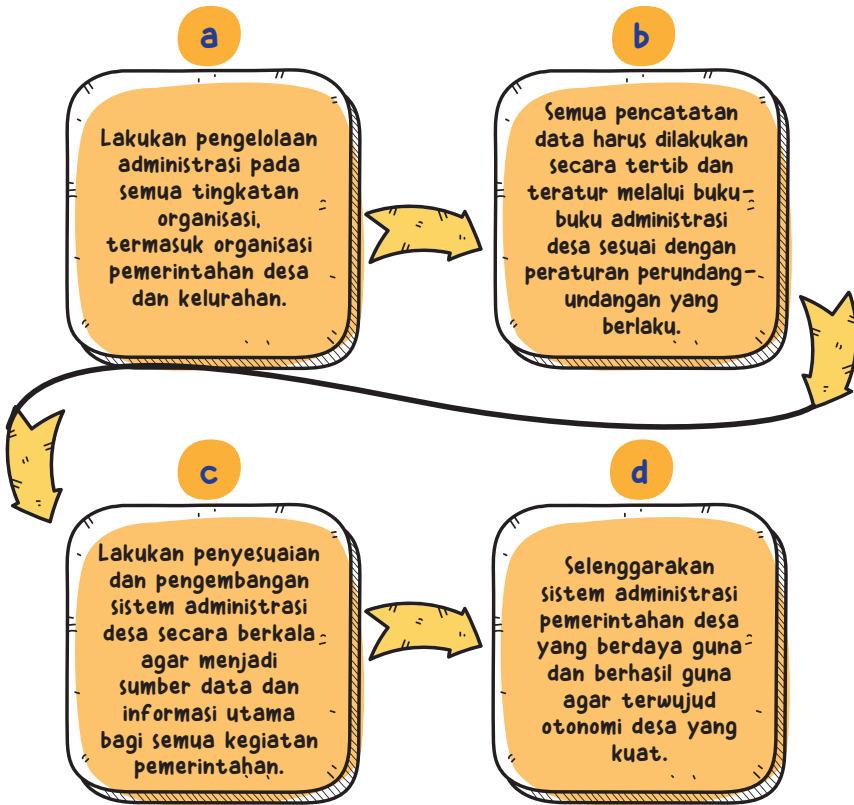 a
Lakukan pengelolaan
administrasi pada
semua tingkatan
organisasi,
termasuk organisasi
pemerintahan desa
dan kelurahan.
b
Semua pencatatan
data harus dilakukan
secara tertib dan
teratur melalui buku-
buku administrasi
desa sesuai dengan
peraturan perundang-
undangan yang
berlaku.
c
Lakukan penyesuaian
dan pengembangan
sistem administrasi
desa secara berkala
agar menjadi
sumber data dan
informasi utama
bagi semua kegiatan
pemerintahan.
d
Selenggarakan
sistem administrasi
pemerintahan desa
yang berdaya guna
dan berhasil guna
agar terwujud
otonomi desa yang
kuat.